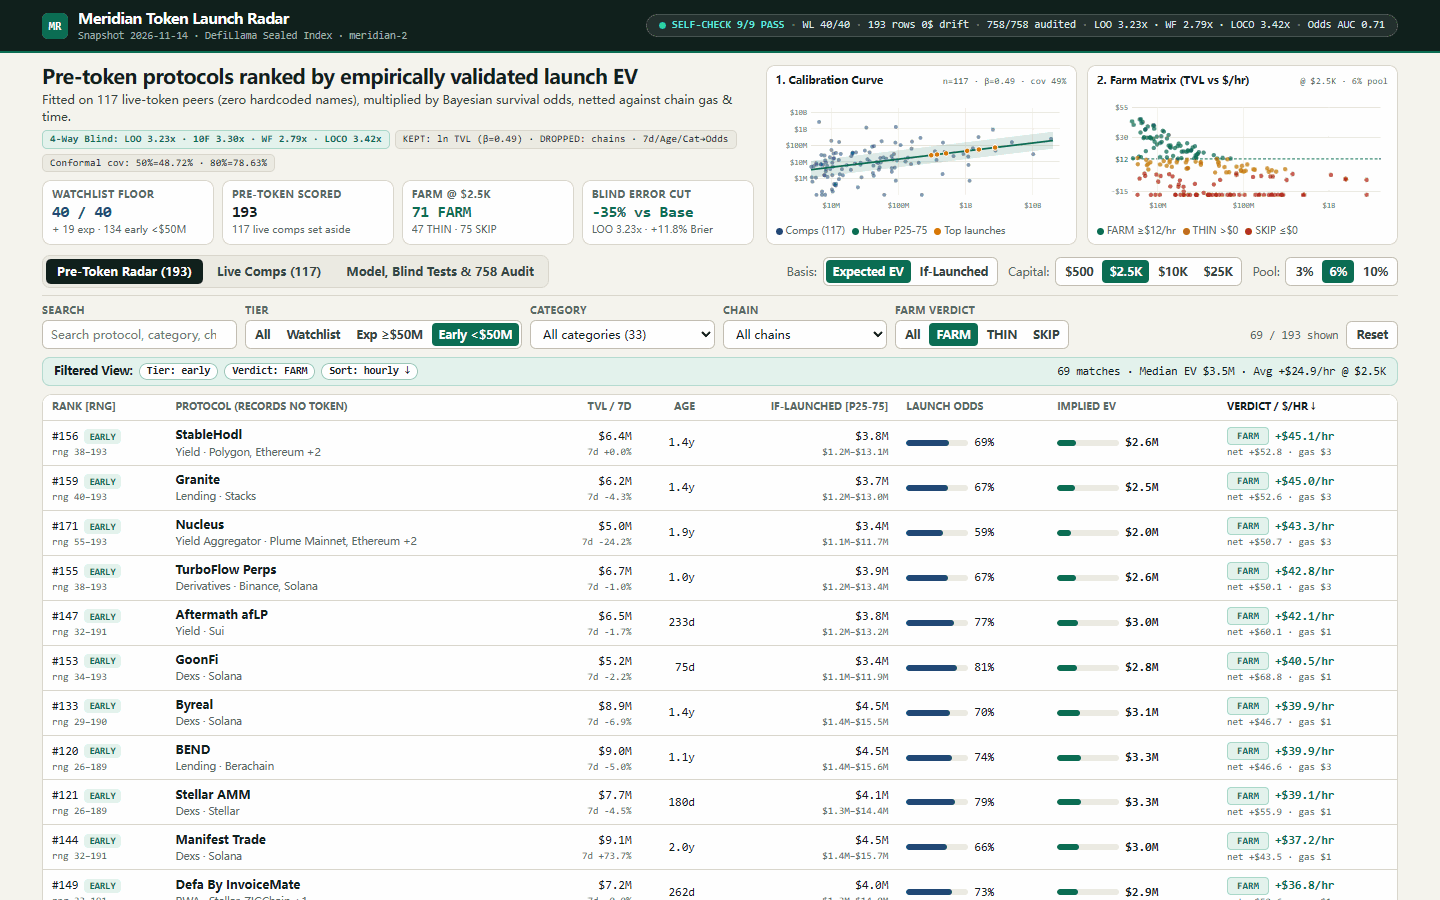 MR
Meridian Token Launch Radar
Snapshot 2026-11-14 · DefiLlama Sealed Index · meridian-2
SELF-CHECK 9/9 PASS · WL 40/40 · 193 rows 0$ drift · 758/758 audited · LOO 3.23x · WF 2.79x · LOCO 3.42x · Odds AUC 0.71
Pre-token protocols ranked by empirically validated launch EV
Fitted on 117 live-token peers (zero hardcoded names), multiplied by Bayesian survival odds, netted against chain gas &
time.
4-Way Blind: LOO 3.23x · 10F 3.30x · WF 2.79x · LOCO 3.42x
KEPT: ln TVL (β=0.49) · DROPPED: chains · 7d/Age/Cat→Odds
Conformal cov: 50%=48.72% · 80%=78.63%
WATCHLIST FLOOR
40 / 40
+ 19 exp · 134 early <$50M
PRE-TOKEN SCORED
193
117 live comps set aside
FARM @ $2.5K
71 FARM
47 THIN · 75 SKIP
BLIND ERROR CUT
-35% vs Base
LOO 3.23x · +11.8% Brier
1. Calibration Curve
n=117 · β=0.49 · cov 49%
$10B
$1B
$100M
$10M
$1M
$10M $100M $1B $10B
Comps (117) Huber P25-75 Top launches
2. Farm Matrix (TVL vs $/hr)
@ $2.5K · 6% pool
$55
$30
$12
-$15
$10M $100M $1B
FARM ≥$12/hr THIN >$0 SKIP ≤$0
Pre-Token Radar (193) Live Comps (117) Model, Blind Tests & 758 Audit
Basis: Expected EV If-Launched Capital: $500 $2.5K $10K $25K Pool: 3% 6% 10%
SEARCH TIER CATEGORY CHAIN FARM VERDICT
Search protocol, category, ch All Watchlist Exp ≥$50M Early <$50M All categories (33) All chains All FARM THIN SKIP 69 / 193 shown Reset
Filtered View: Tier: early Verdict: FARM Sort: hourly ↓ 69 matches · Median EV $3.5M · Avg +$24.9/hr @ $2.5K
RANK [RNG] PROTOCOL (RECORDS NO TOKEN) TVL / 7D AGE IF-LAUNCHED [P25-75] LAUNCH ODDS IMPLIED EV VERDICT / $/HR ↓
#156 EARLY StableHodl $6.4M 1.4y $3.8M 69% $2.6M FARM +$45.1/hr
rng 38–193 Yield · Polygon, Ethereum +2 7d +0.0% $1.2M–$13.1M net +$52.8 · gas $3
#159 EARLY Granite $6.2M 1.4y $3.7M 67% $2.5M FARM +$45.0/hr
rng 40–193 Lending · Stacks 7d -4.3% $1.2M–$13.0M net +$52.6 · gas $3
#171 EARLY Nucleus $5.0M 1.9y $3.4M 59% $2.0M FARM +$43.3/hr
rng 55–193 Yield Aggregator · Plume Mainnet, Ethereum +2 7d -24.2% $1.1M–$11.7M net +$50.7 · gas $3
#155 EARLY TurboFlow Perps $6.7M 1.0y $3.9M 67% $2.6M FARM +$42.8/hr
rng 38–193 Derivatives · Binance, Solana 7d -1.0% $1.2M–$13.4M net +$50.1 · gas $3
#147 EARLY Aftermath afLP $6.5M 233d $3.8M 77% $3.0M FARM +$42.1/hr
rng 32–191 Yield · Sui 7d -1.7% $1.2M–$13.2M net +$60.1 · gas $1
#153 EARLY GoonFi $5.2M 75d $3.4M 81% $2.8M FARM +$40.5/hr
rng 34–193 Dexs · Solana 7d -2.2% $1.1M–$11.9M net +$68.8 · gas $1
#133 EARLY Byreal $8.9M 1.4y $4.5M 70% $3.1M FARM +$39.9/hr
rng 29–190 Dexs · Solana 7d -6.9% $1.4M–$15.5M net +$46.7 · gas $1
#120 EARLY BEND $9.0M 1.1y $4.5M 74% $3.3M FARM +$39.9/hr
rng 26–189 Lending · Berachain 7d -5.0% $1.4M–$15.6M net +$46.6 · gas $3
#121 EARLY Stellar AMM $7.7M 180d $4.1M 79% $3.3M FARM +$39.1/hr
rng 26–189 Dexs · Stellar 7d -4.5% $1.3M–$14.4M net +$55.9 · gas $1
#144 EARLY Manifest Trade $9.1M 2.0y $4.5M 66% $3.0M FARM +$37.2/hr
rng 32–191 Dexs · Solana 7d +73.7% $1.4M–$15.7M net +$43.5 · gas $1
#149 EARLY Defa By InvoiceMate $7.2M 262d $4.0M 73% $2.9M FARM +$36.8/hr